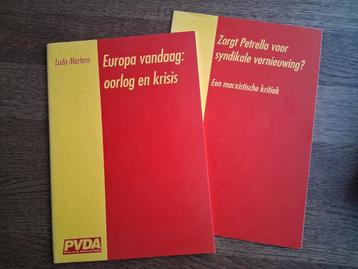 Ludo Martens
Europa vandaag:
oorlog en krisis
PVDA
Zorgt Petrella voor
syndikale vernieuwing?
Een marxistische kritiek